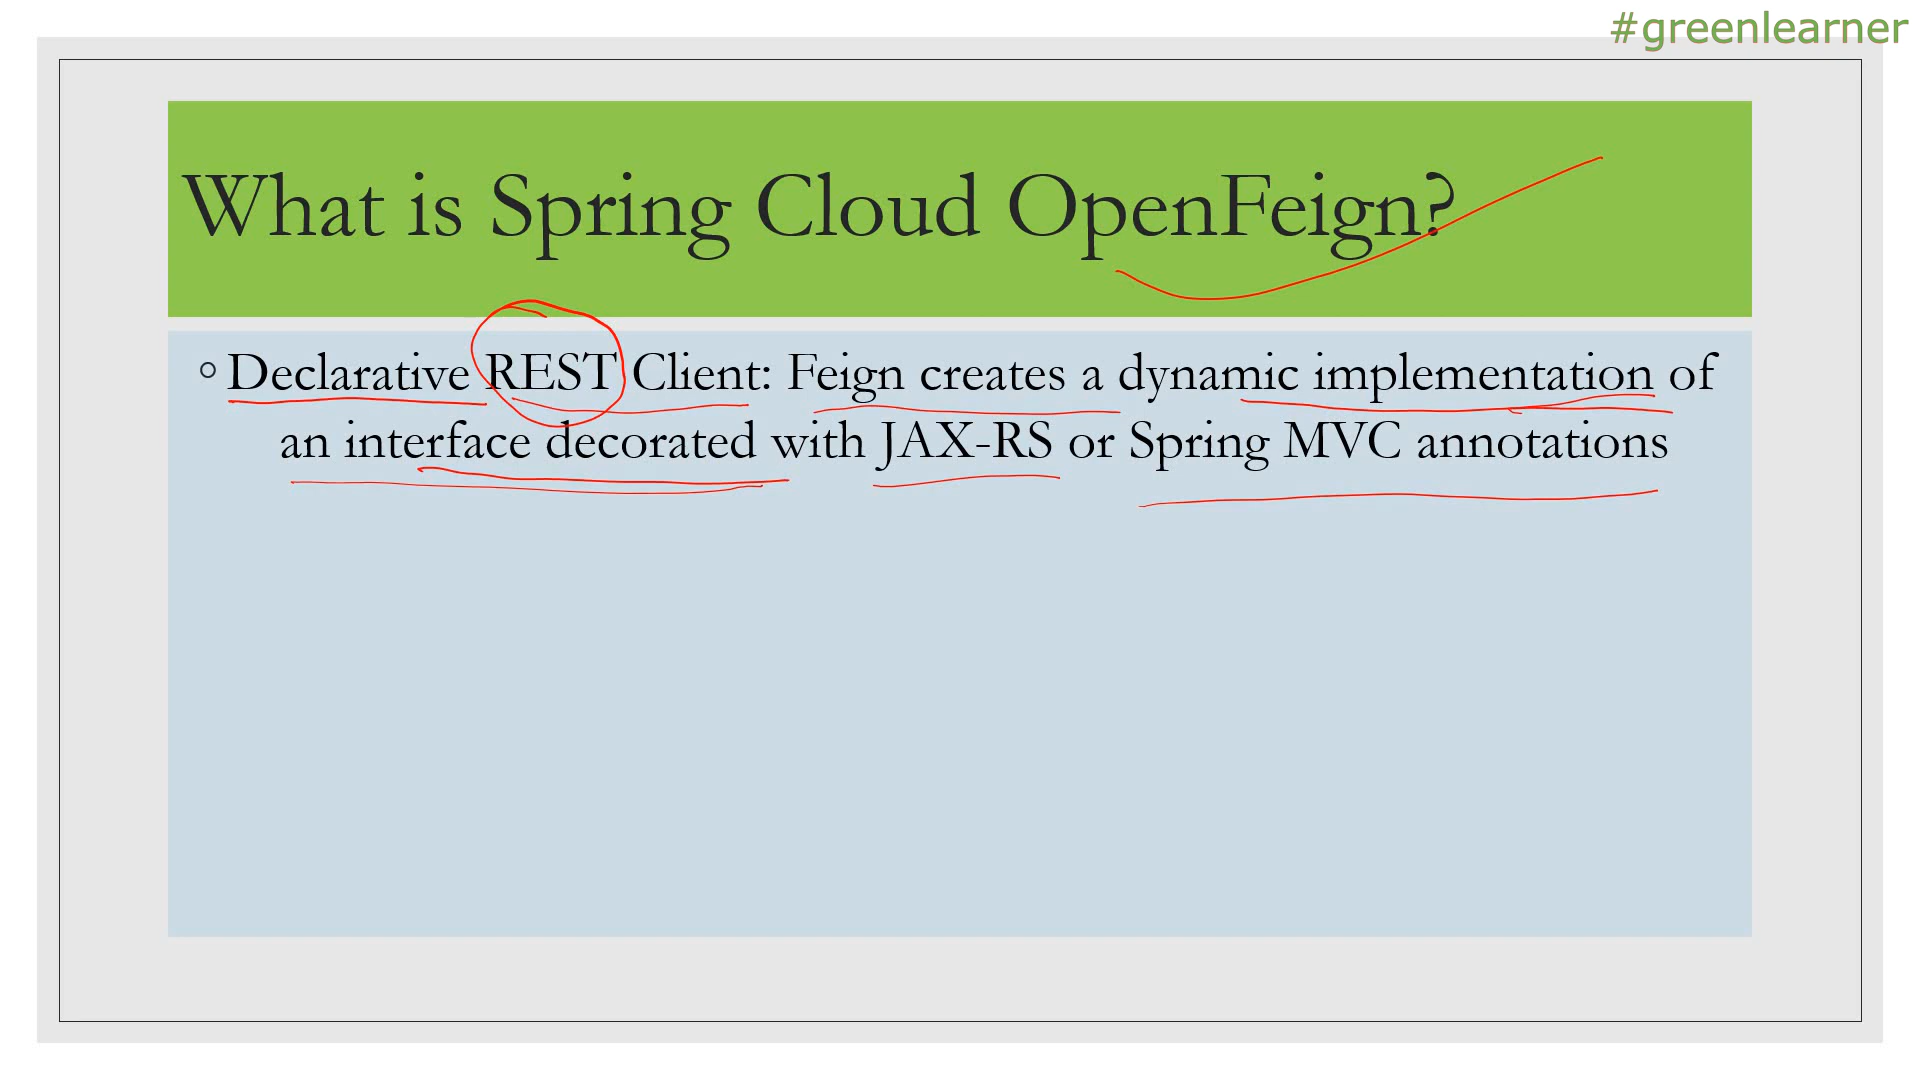 #greenlearner
What is Spring Cloud OpenFeign?
◦ Declarative REST Client: Feign creates a dynamic implementation of
an interface decorated with JAX-RS or Spring MVC annotations